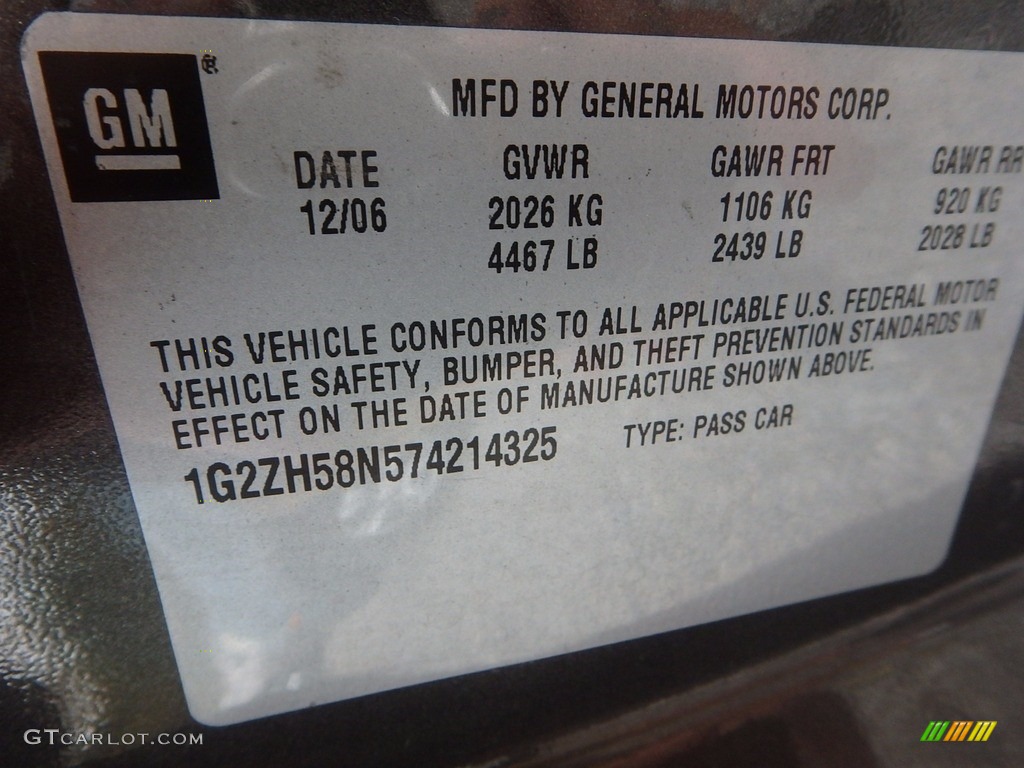 GM ®
MFD BY GENERAL MOTORS CORP.
DATE GVWR GAWR FRT GAWR RR
12/06 2026 KG 1106 KG 920 KG
4467 LB 2439 LB 2028 LB
THIS VEHICLE CONFORMS TO ALL APPLICABLE U.S. FEDERAL MOTOR
VEHICLE SAFETY, BUMPER, AND THEFT PREVENTION STANDARDS IN
EFFECT ON THE DATE OF MANUFACTURE SHOWN ABOVE.
1G2ZH58N574214325 TYPE: PASS CAR
GTCARLOT.COM